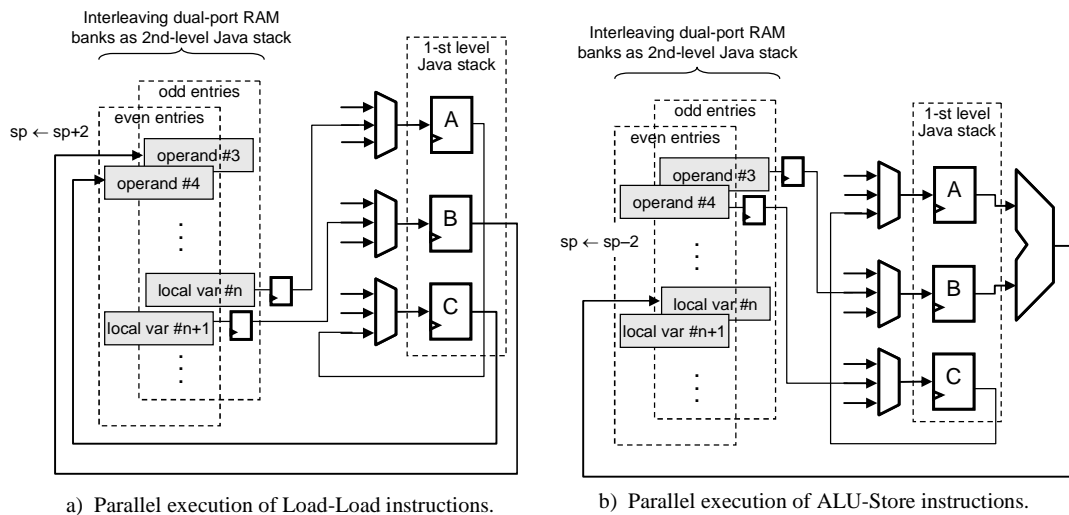 Interleaving dual-port RAM
banks as 2nd-level Java stack
1-st level
Java stack
odd entries
even entries
sp ← sp+2
operand #3
operand #4
local var #n
local var #n+1
A
B
C
a) Parallel execution of Load-Load instructions.
Interleaving dual-port RAM
banks as 2nd-level Java stack
1-st level
Java stack
odd entries
even entries
operand #3
operand #4
sp ← sp–2
local var #n
local var #n+1
A
B
C
b) Parallel execution of ALU-Store instructions.